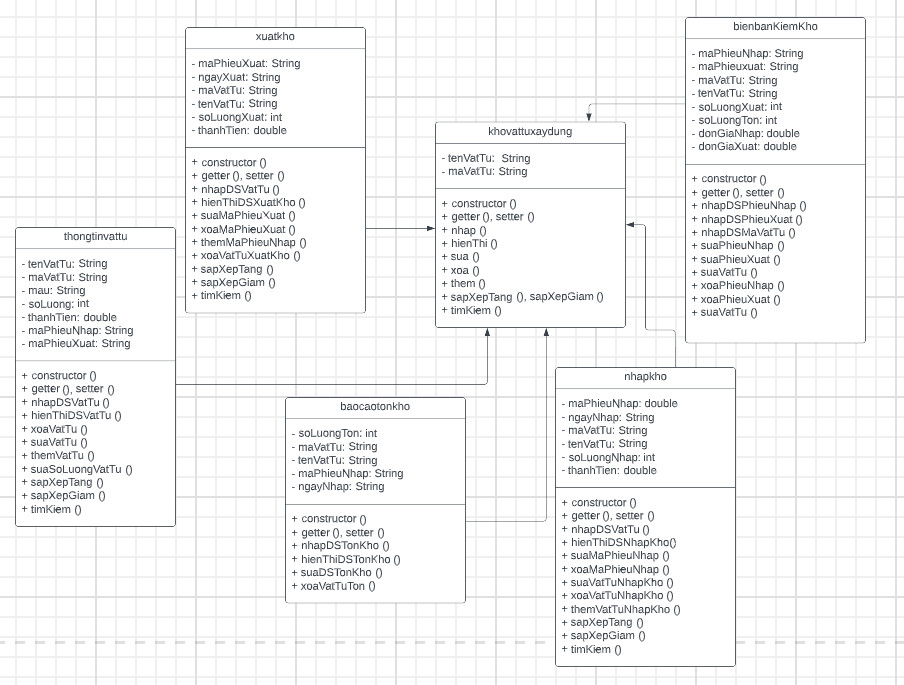 xuatkho
- maPhieuXuat: String
- ngayXuat: String
- maVatTu: String
- tenVatTu: String
- soLuongXuat: int
- thanhTien: double
+ constructor ()
+ getter (), setter ()
+ nhapDSVatTu ()
+ hienThiDSXuatKho ()
+ suaMaPhieuXuat ()
+ xoaMaPhieuXuat ()
+ themMaPhieuNhap ()
+ xoaVatTuXuatKho ()
+ sapXepTang ()
+ sapXepGiam ()
+ timKiem ()
bienbanKiemKho
- maPhieuNhap: String
- maPhieuxuat: String
- maVatTu: String
- tenVatTu: String
- soLuongXuat: int
- soLuongTon: int
- donGiaNhap: double
- donGiaXuat: double
+ constructor ()
+ getter (), setter ()
+ nhapDSPhieuNhap ()
+ nhapDSPhieuXuat ()
+ nhapDSMaVatTu ()
+ suaPhieuNhap ()
+ suaPhieuXuat ()
+ suaVatTu ()
+ xoaPhieuNhap ()
+ xoaPhieuXuat ()
+ suaVatTu ()
khovattuxaydung
- tenVatTu: String
- maVatTu: String
+ constructor ()
+ getter (), setter ()
+ nhap ()
+ hienThi ()
+ sua ()
+ xoa ()
+ them ()
+ sapXepTang (), sapXepGiam ()
+ timKiem ()
thongtinvattu
- tenVatTu: String
- maVatTu: String
- mau: String
- soLuong: int
- thanhTien: double
- maPhieuNhap: String
- maPhieuXuat: String
+ constructor ()
+ getter (), setter ()
+ nhapDSVatTu ()
+ hienThiDSVatTu ()
+ xoaVatTu ()
+ suaVatTu ()
+ themVatTu ()
+ suaSoLuongVatTu ()
+ sapXepTang ()
+ sapXepGiam ()
+ timKiem ()
baocaotonkho
- soLuongTon: int
- maVatTu: String
- tenVatTu: String
- maPhieuNhap: String
- ngayNhap: String
+ constructor ()
+ getter (), setter ()
+ nhapDSTonKho ()
+ hienThiDSTonKho ()
+ suaDSTonKho ()
+ xoaVatTuTon ()
nhapkho
- maPhieuNhap: double
- ngayNhap: String
- maVatTu: String
- tenVatTu: String
- soLuongNhap: int
- thanhTien: double
+ constructor ()
+ getter (), setter ()
+ nhapDSVatTu ()
+ hienThiDSNhapKho()
+ suaMaPhieuNhap ()
+ xoaMaPhieuNhap ()
+ suaVatTuNhapKho ()
+ xoaVatTuNhapKho ()
+ themVatTuNhapKho ()
+ sapXepTang ()
+ sapXepGiam ()
+ timKiem ()